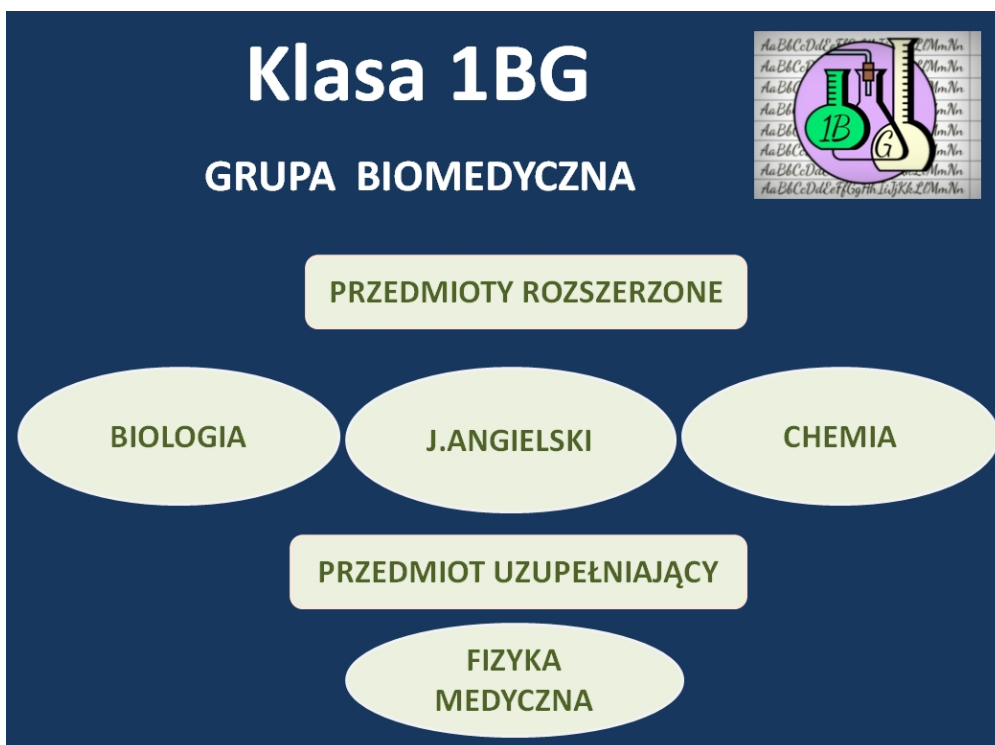 Klasa 1BG
GRUPA BIOMEDYCZNA
1B
G
PRZEDMIOTY ROZSZERZONE
BIOLOGIA
J.ANGIELSKI
CHEMIA
PRZEDMIOT UZUPEŁNIAJĄCY
FIZYKA
MEDYCZNA